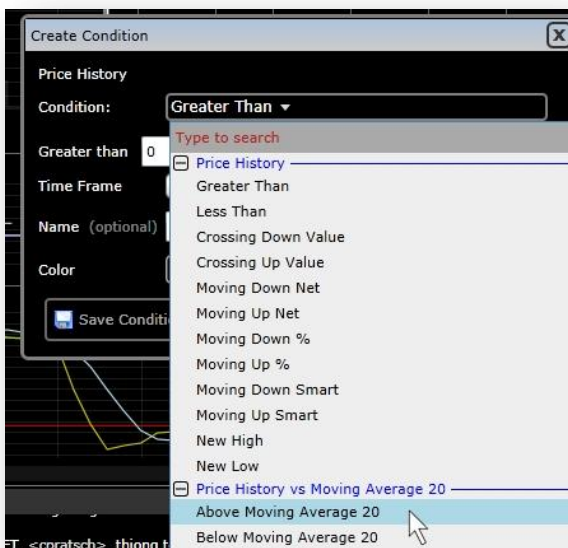 Create Condition
X
Price History
Condition: Greater Than
Type to search
Greater than 0
Price History
Time Frame
Greater Than
Less Than
Name (optional)
Crossing Down Value
Crossing Up Value
Color
Moving Down Net
Moving Up Net
Save Conditi
Moving Down %
Moving Up %
Moving Down Smart
Moving Up Smart
New High
New Low
Price History vs Moving Average 20
Above Moving Average 20
Below Moving Average 20
<copratsch> thiong t